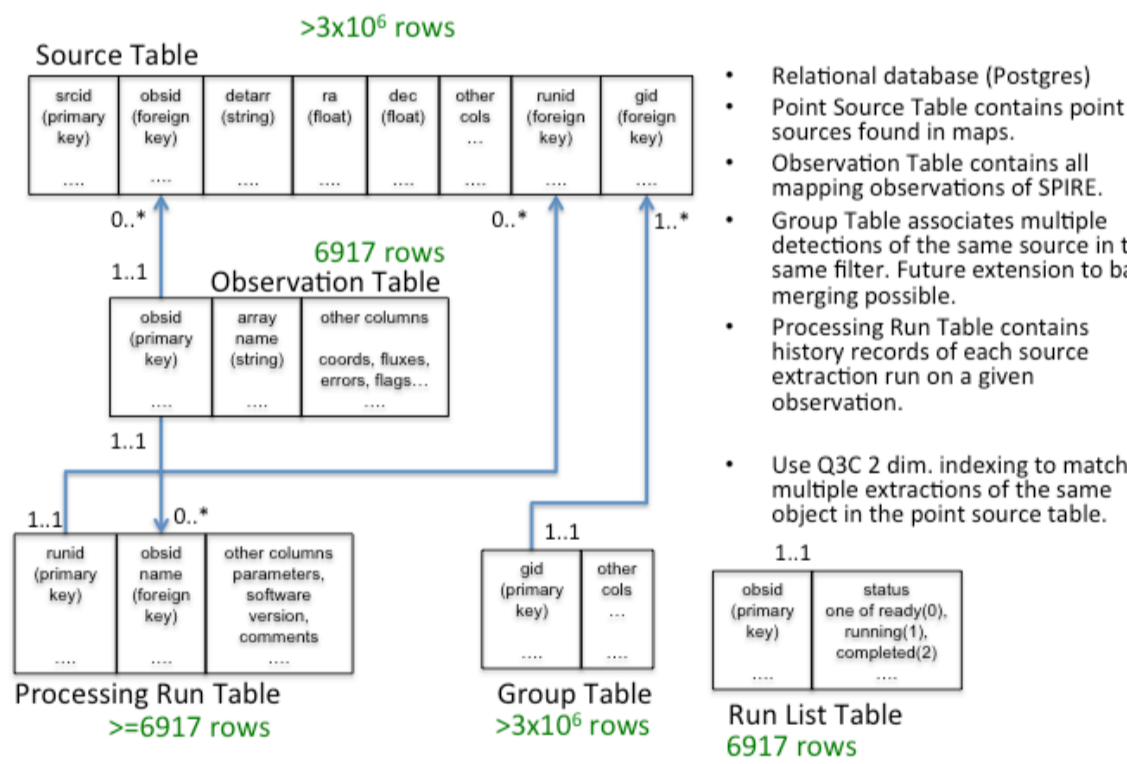 >3x10⁶ rows
Source Table
srcid
(primary
key)
....
obsid
(foreign
key)
....
detarr
(string)
....
ra
(float)
....
dec
(float)
....
other
cols
...
....
runid
(foreign
key)
....
gid
(foreign
key)
....
0..*
0..*
1..*
1..1
6917 rows
Observation Table
obsid
(primary
key)
....
array
name
(string)
....
other columns
coords, fluxes,
errors, flags...
....
1..1
1..1
0..*
runid
(primary
key)
....
obsid
name
(foreign
key)
....
other columns
parameters,
software
version,
comments
....
Processing Run Table
>=6917 rows
1..1
gid
(primary
key)
....
other
cols
...
....
Group Table
>3x10⁶ rows
• Relational database (Postgres)
• Point Source Table contains point
sources found in maps.
• Observation Table contains all
mapping observations of SPIRE.
• Group Table associates multiple
detections of the same source in
same filter. Future extension to
merging possible.
• Processing Run Table contains
history records of each source
extraction run on a given
observation.
• Use Q3C 2 dim. indexing to match
multiple extractions of the same
object in the point source table.
1..1
obsid
(primary
key)
....
status
one of ready(0),
running(1),
completed(2)
....
Run List Table
6917 rows